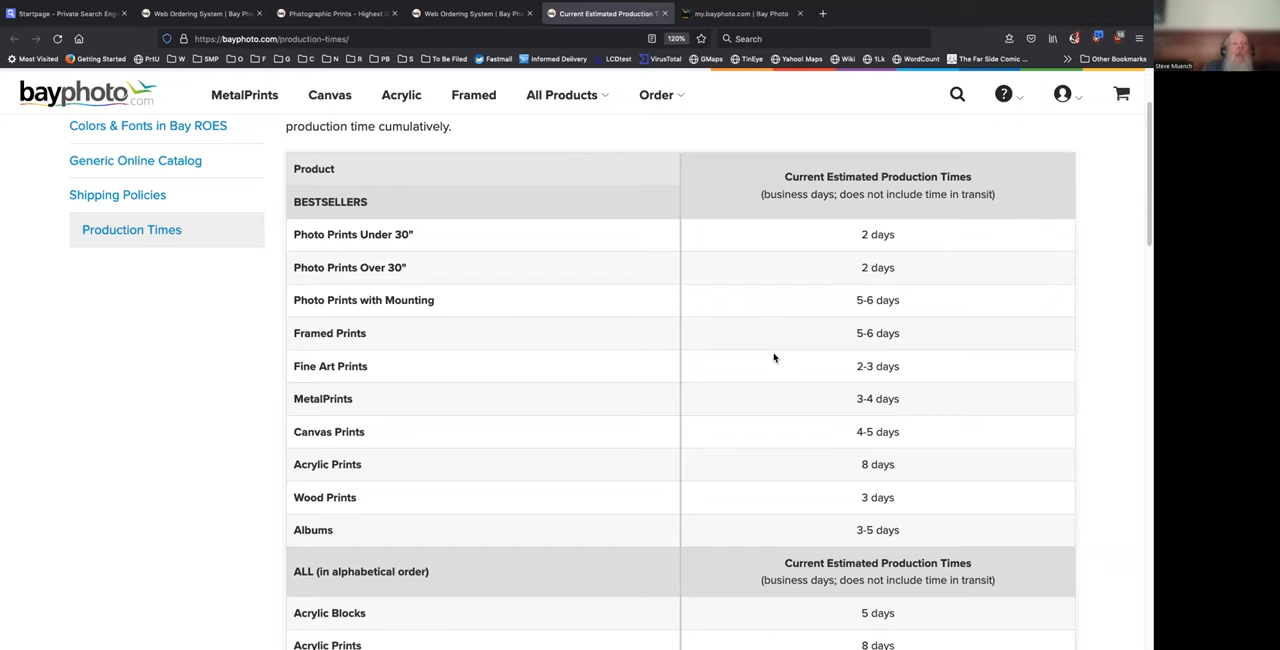 Startpage - Private Search Eng
Web Ordering System | Bay Ph
Photographic Prints - Highest Q
Web Ordering System | Bay Pho
Current Estimated Production T
my.bayphoto.com | Bay Photo
https://bayphoto.com/production-times/
120%
Search
Most Visited
Getting Started
PrtU
W
SMP
O
F
G
C
N
R
PB
S
To Be Filed
Fastmail
Informed Delivery
LCDtest
VirusTotal
GMaps
TinEye
Yahoo! Maps
Wiki
1Lk
WordCount
The Far Side Comic ...
Other Bookmarks
Steve Muench
bayphoto.com
MetalPrints
Canvas
Acrylic
Framed
All Products
Order
Colors & Fonts in Bay ROES
Generic Online Catalog
Shipping Policies
Production Times
production time cumulatively.
Product
Current Estimated Production Times
(business days; does not include time in transit)
BESTSELLERS
Photo Prints Under 30" 2 days
Photo Prints Over 30" 2 days
Photo Prints with Mounting 5-6 days
Framed Prints 5-6 days
Fine Art Prints 2-3 days
MetalPrints 3-4 days
Canvas Prints 4-5 days
Acrylic Prints 8 days
Wood Prints 3 days
Albums 3-5 days
ALL (in alphabetical order)
Current Estimated Production Times
(business days; does not include time in transit)
Acrylic Blocks 5 days
Acrylic Prints 8 days